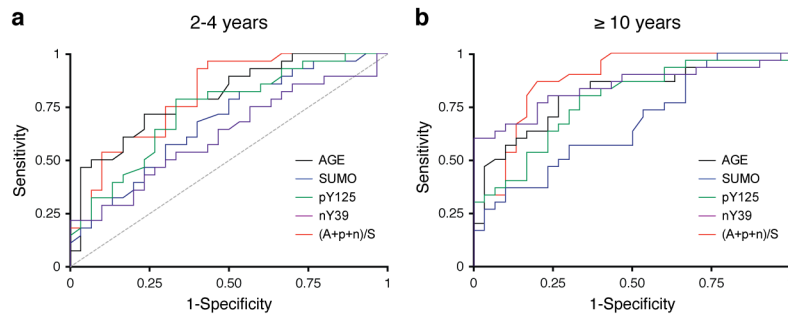 a
2-4 years
1
0.75
0.50
0.25
0
0
0.25
0.50
0.75
1
Sensitivity
1-Specificity
AGE
SUMO
pY125
nY39
(A+p+n)/S
b
≥ 10 years
1
0.75
0.50
0.25
0
0
0.25
0.50
0.75
Sensitivity
1-Specificity
AGE
SUMO
pY125
nY39
(A+p+n)/S